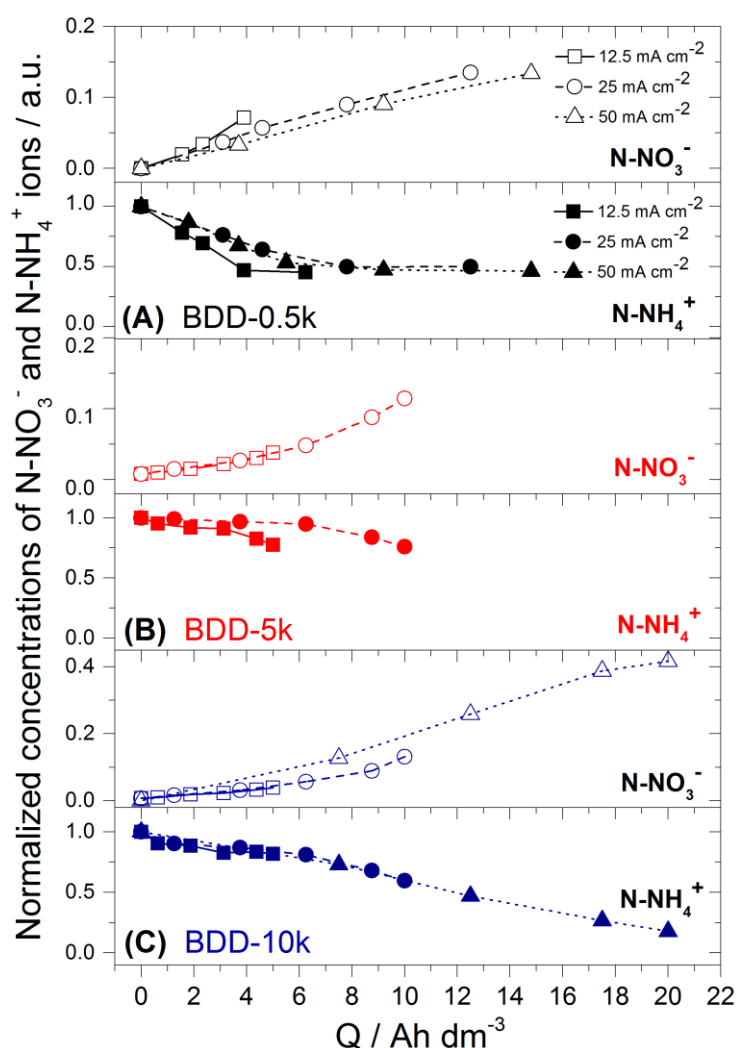 Normalized concentrations of N-NO₃⁻ and N-NH₄⁺ ions / a.u.
0.2
0.1
0.0
12.5 mA cm⁻²
25 mA cm⁻²
50 mA cm⁻²
N-NO₃⁻
1.0
0.5
0.0
12.5 mA cm⁻²
25 mA cm⁻²
50 mA cm⁻²
N-NH₄⁺
(A) BDD-0.5k
0.2
0.1
0.0
N-NO₃⁻
1.0
0.5
0.0
(B) BDD-5k
N-NH₄⁺
0.4
0.2
0.0
N-NO₃⁻
1.0
0.5
0.0
N-NH₄⁺
(C) BDD-10k
0 2 4 6 8 10 12 14 16 18 20 22
Q / Ah dm⁻³